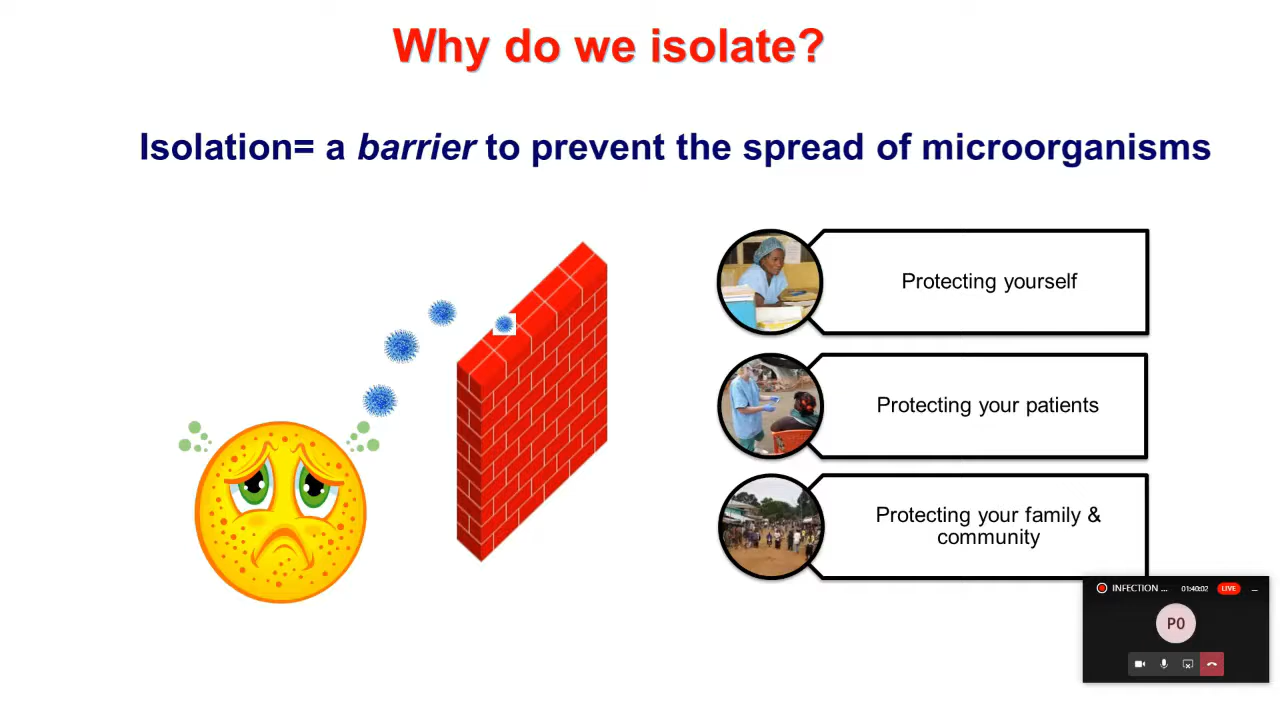 Why do we isolate?
Isolation= a barrier to prevent the spread of microorganisms
Protecting yourself
Protecting your patients
Protecting your family &
community
INFECTION ... 01:40:02 LIVE
PO